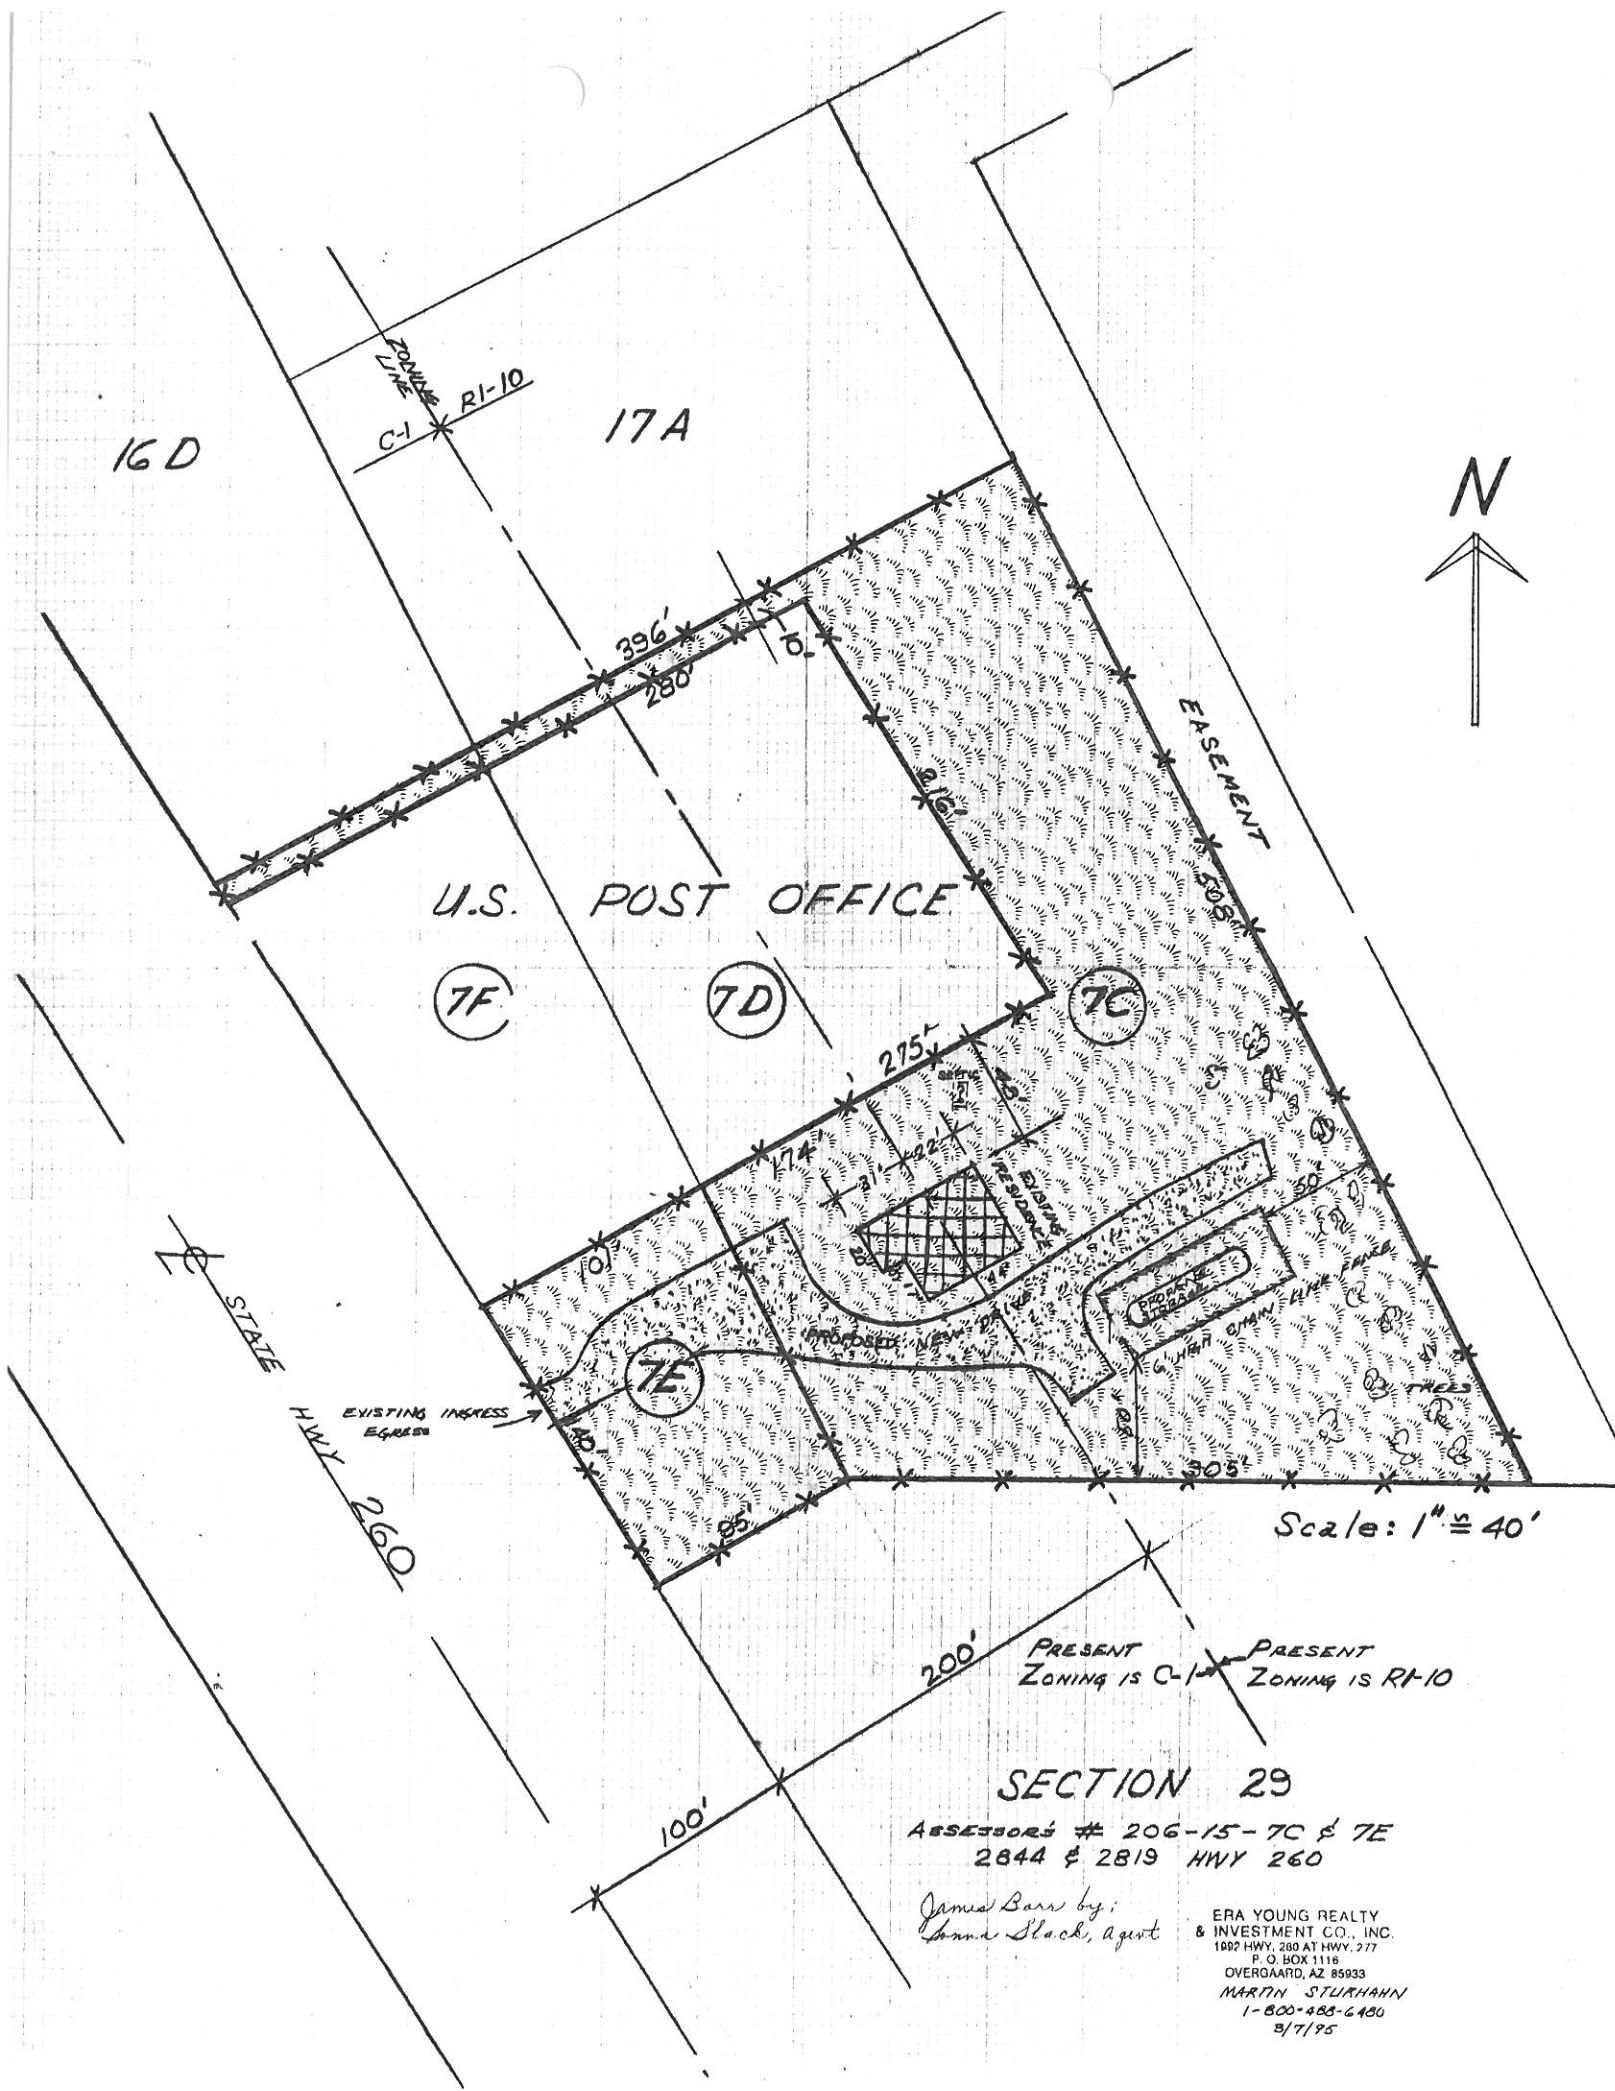 ZONING
LINE
R1-10
C-1
16 D
17 A
N
396'
280'
10'
216'
EASEMENT
508'
U.S. POST OFFICE
7F
7D
7C
275'
SEPTIC
48'
174'
22'
31'
EXISTING
RESIDENCE
50'
10'
PROPANE
STORAGE
PROPOSED NEW DRIVE
6' HIGH CHAIN LINK FENCE
7E
TREES
STATE HWY 260
EXISTING INGRESS
EGRESS
40'
305'
85'
Scale: 1" ≅ 40'
200'
PRESENT
ZONING IS C-1
PRESENT
ZONING IS R1-10
100'
SECTION 29
ASSESSORS # 206-15-7C & 7E
2844 & 2819 HWY 260
James Barr by:
Slack, agent
ERA YOUNG REALTY
& INVESTMENT CO., INC.
1992 HWY. 260 AT HWY. 277
P. O. BOX 1116
OVERGAARD, AZ 85933
MARTIN STURHAHN
1-800-488-6480
3/7/95